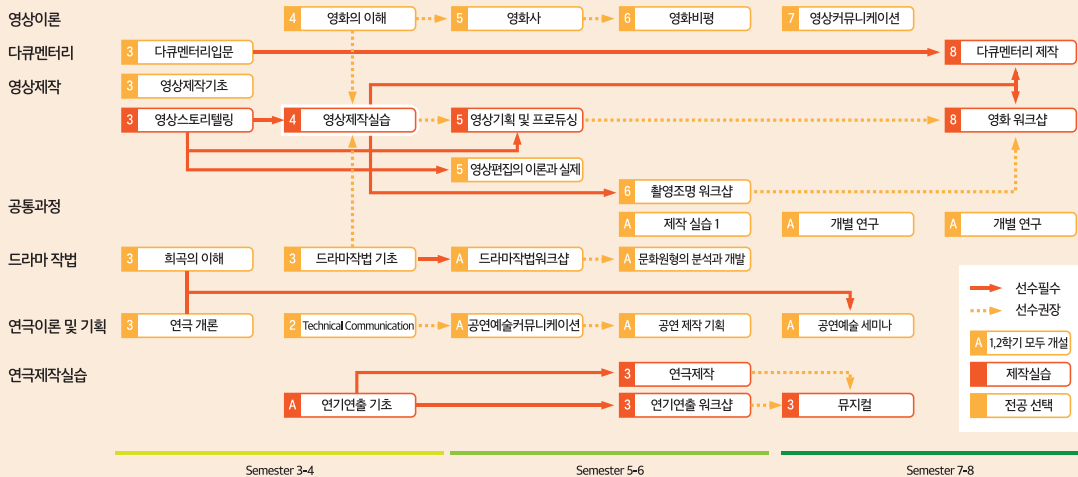 영상이론
4 영화의 이해
5 영화사
6 영화비평
7 영상커뮤니케이션
다큐멘터리
3 다큐멘터리입문
8 다큐멘터리 제작
영상제작
3 영상제작기초
3 영상스토리텔링
4 영상제작실습
5 영상기획 및 프로듀싱
8 영화 워크샵
5 영상편집의 이론과 실제
6 촬영조명 워크샵
공통과정
A 제작 실습 1
A 개별 연구
A 개별 연구
드라마 작법
3 희곡의 이해
3 드라마작법 기초
A 드라마작법워크샵
A 문화원형의 분석과 개발
연극이론 및 기획
3 연극 개론
2 Technical Communication
A 공연예술커뮤니케이션
A 공연 제작 기획
A 공연예술 세미나
연극제작실습
3 연극제작
A 연기연출 기초
3 연기연출 워크샵
3 뮤지컬
선수필수
선수권장
A 1,2학기 모두 개설
제작실습
전공 선택
Semester 3-4
Semester 5-6
Semester 7-8